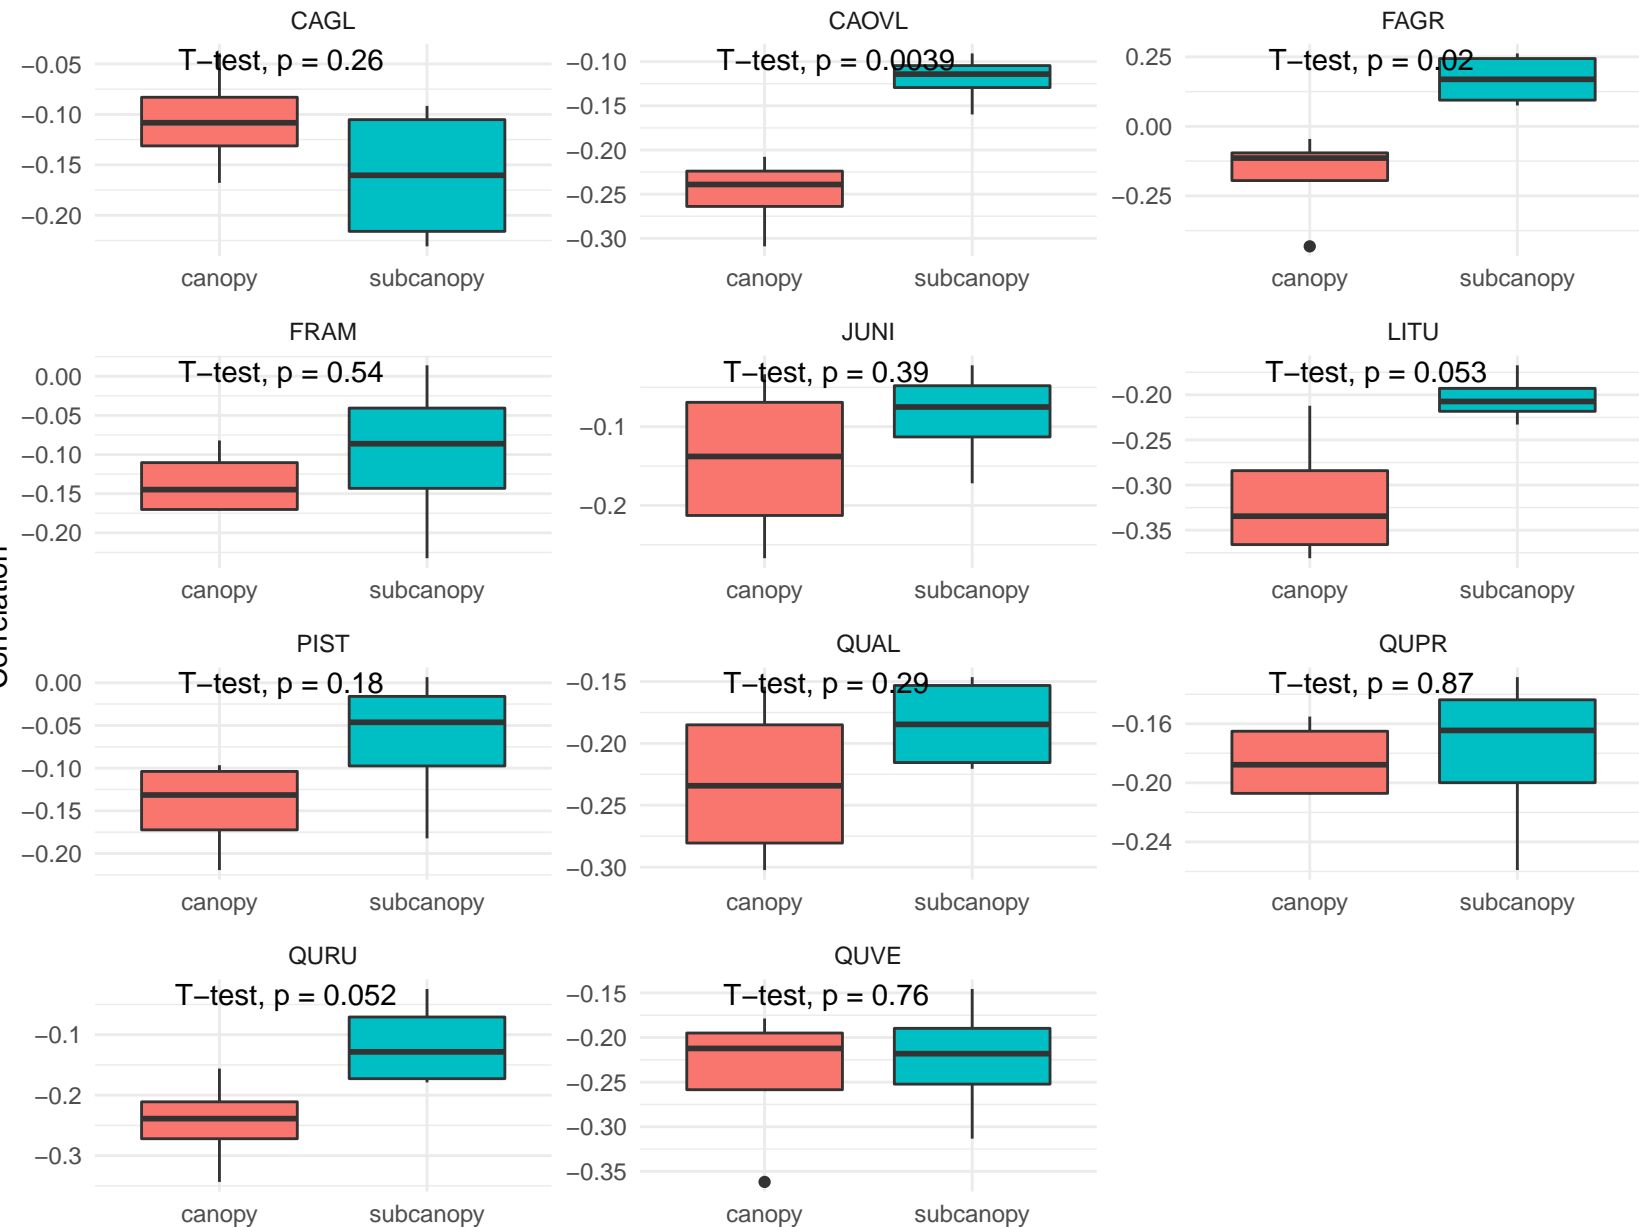 CAGL
T−test, p = 0.26
−0.05
−0.10
−0.15
−0.20
canopy subcanopy
CAOVL
T−test, p = 0.0039
−0.10
−0.15
−0.20
−0.25
−0.30
canopy subcanopy
FAGR
T−test, p = 0.02
0.25
0.00
−0.25
canopy subcanopy
FRAM
T−test, p = 0.54
0.00
−0.05
−0.10
−0.15
−0.20
canopy subcanopy
JUNI
T−test, p = 0.39
−0.1
−0.2
canopy subcanopy
LITU
T−test, p = 0.053
−0.20
−0.25
−0.30
−0.35
canopy subcanopy
Correlation
PIST
T−test, p = 0.18
0.00
−0.05
−0.10
−0.15
−0.20
canopy subcanopy
QUAL
T−test, p = 0.29
−0.15
−0.20
−0.25
−0.30
canopy subcanopy
QUPR
T−test, p = 0.87
−0.16
−0.20
−0.24
canopy subcanopy
QURU
T−test, p = 0.052
−0.1
−0.2
−0.3
canopy subcanopy
QUVE
T−test, p = 0.76
−0.15
−0.20
−0.25
−0.30
−0.35
canopy subcanopy